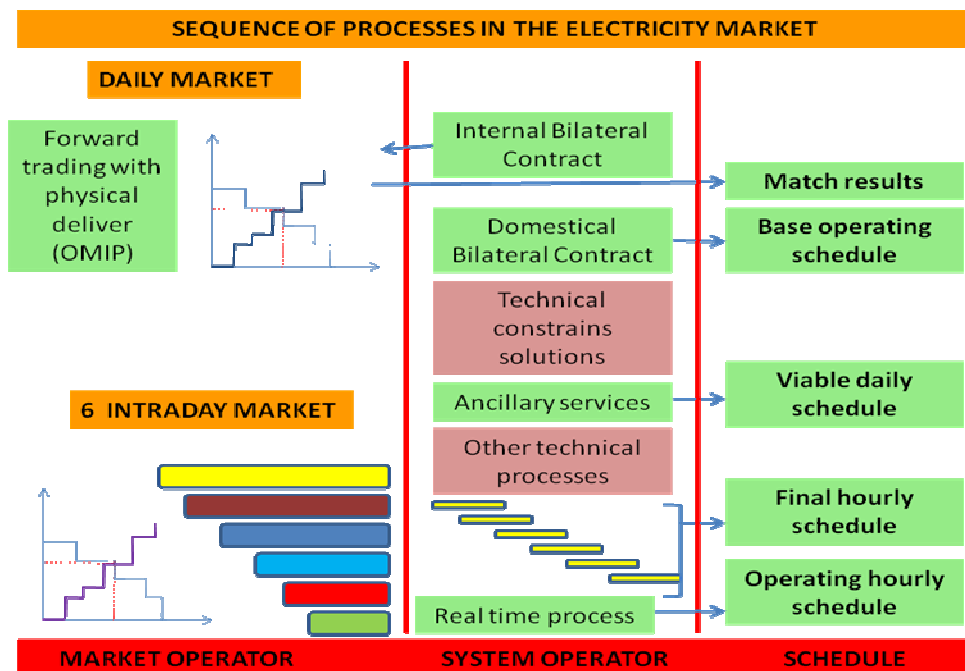 SEQUENCE OF PROCESSES IN THE ELECTRICITY MARKET
DAILY MARKET
Forward
trading with
physical
deliver
(OMIP)
Internal Bilateral
Contract
Match results
Domestical
Bilateral Contract
Base operating
schedule
Technical
constrains
solutions
Ancillary services
Viable daily
schedule
6 INTRADAY MARKET
Other technical
processes
Final hourly
schedule
Real time process
Operating hourly
schedule
MARKET OPERATOR
SYSTEM OPERATOR
SCHEDULE